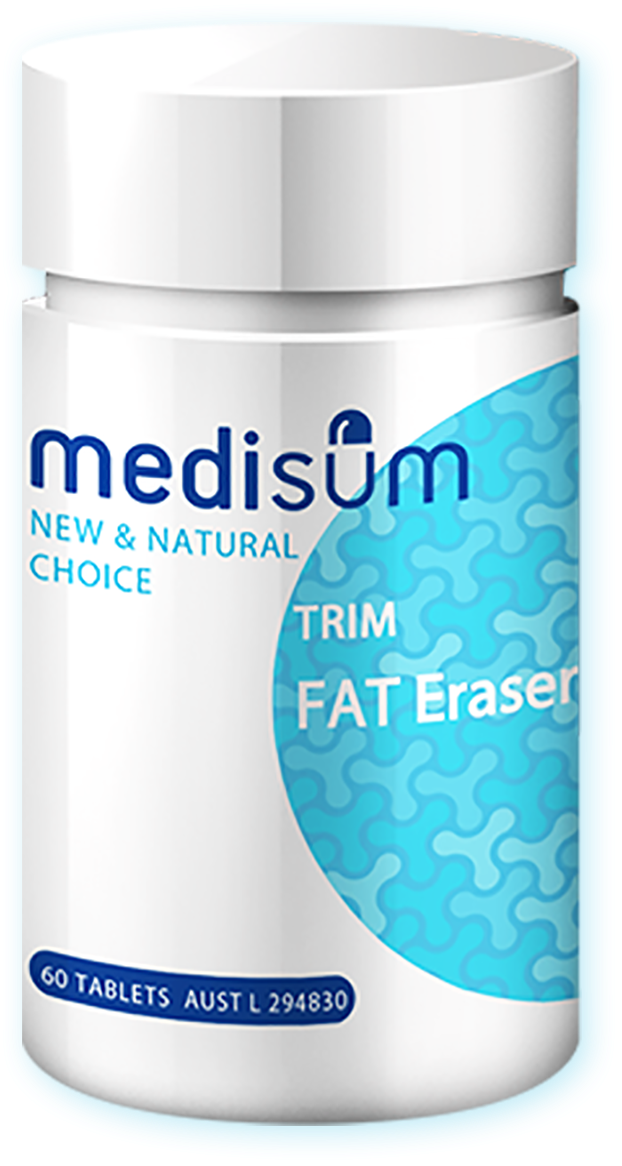 medisum
NEW & NATURAL
CHOICE
TRIM
FAT Eraser
60 TABLETS AUST L 294830